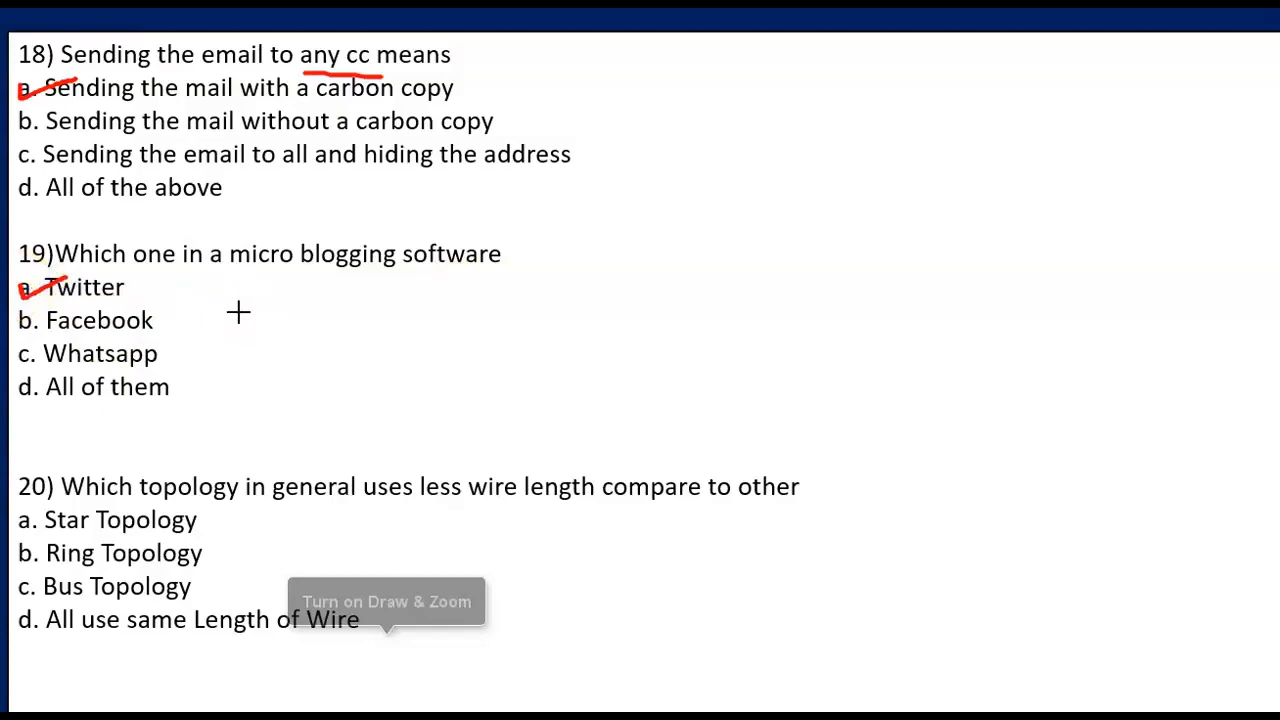 18) Sending the email to any cc means
a. Sending the mail with a carbon copy
b. Sending the mail without a carbon copy
c. Sending the email to all and hiding the address
d. All of the above
19)Which one in a micro blogging software
a. Twitter
b. Facebook
c. Whatsapp
d. All of them
20) Which topology in general uses less wire length compare to other
a. Star Topology
b. Ring Topology
c. Bus Topology
Turn on Draw & Zoom
d. All use same Length of Wire